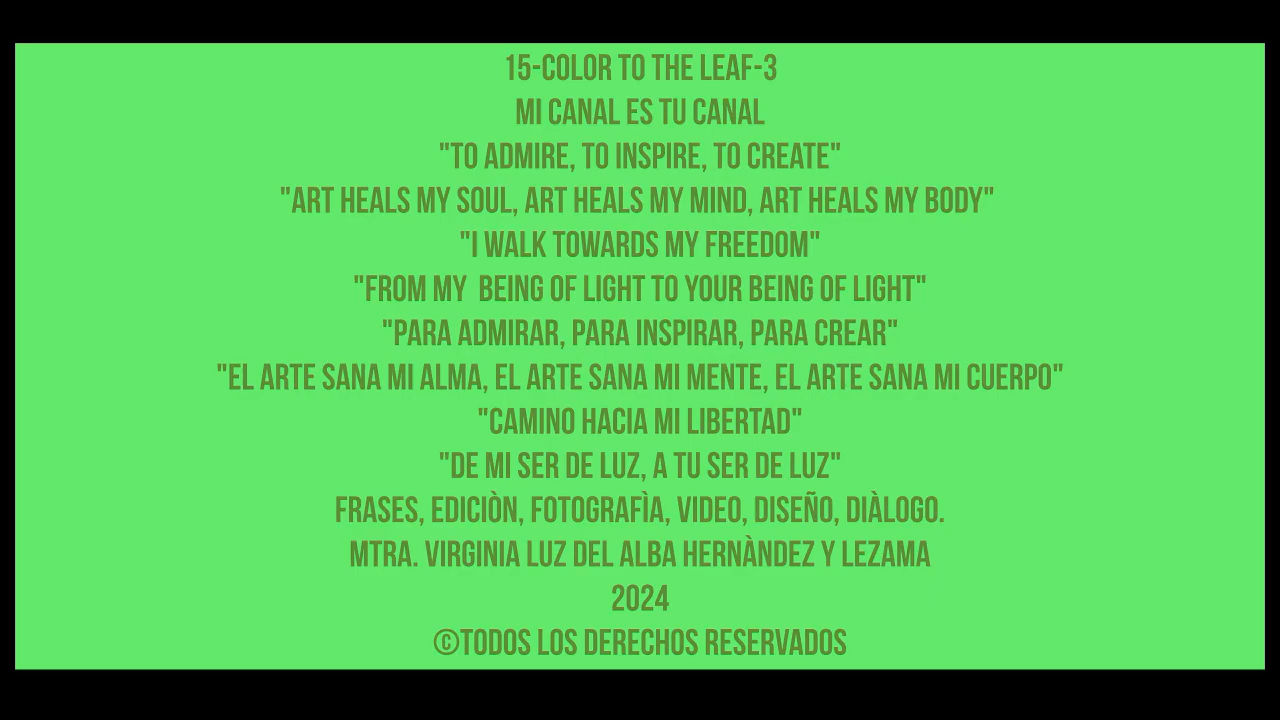 15-COLOR TO THE LEAF-3
MI CANAL ES TU CANAL
"TO ADMIRE, TO INSPIRE, TO CREATE"
"ART HEALS MY SOUL, ART HEALS MY MIND, ART HEALS MY BODY"
"I WALK TOWARDS MY FREEDOM"
"FROM MY  BEING OF LIGHT TO YOUR BEING OF LIGHT"
"PARA ADMIRAR, PARA INSPIRAR, PARA CREAR"
"EL ARTE SANA MI ALMA, EL ARTE SANA MI MENTE, EL ARTE SANA MI CUERPO"
"CAMINO HACIA MI LIBERTAD"
"DE MI SER DE LUZ, A TU SER DE LUZ"
FRASES, EDICIÒN, FOTOGRAFÌA, VIDEO, DISEÑO, DIÀLOGO.
MTRA. VIRGINIA LUZ DEL ALBA HERNÀNDEZ Y LEZAMA
2024
©TODOS LOS DERECHOS RESERVADOS